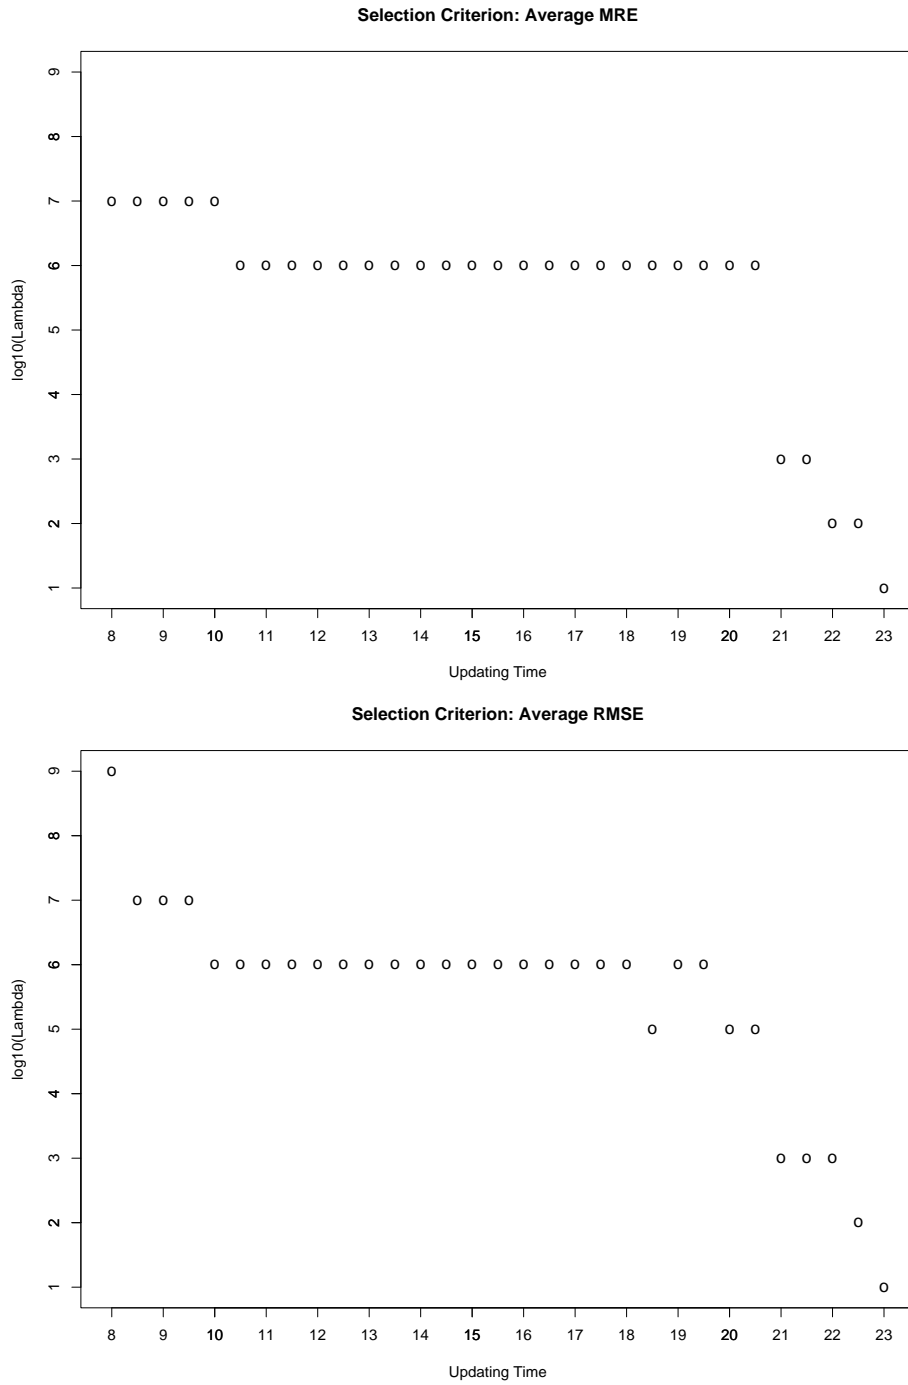 Selection Criterion: Average MRE
9
8
7
6
5
4
3
2
1
log10(Lambda)
8 9 10 11 12 13 14 15 16 17 18 19 20 21 22 23
Updating Time
Selection Criterion: Average RMSE
9
8
7
6
5
4
3
2
1
log10(Lambda)
8 9 10 11 12 13 14 15 16 17 18 19 20 21 22 23
Updating Time